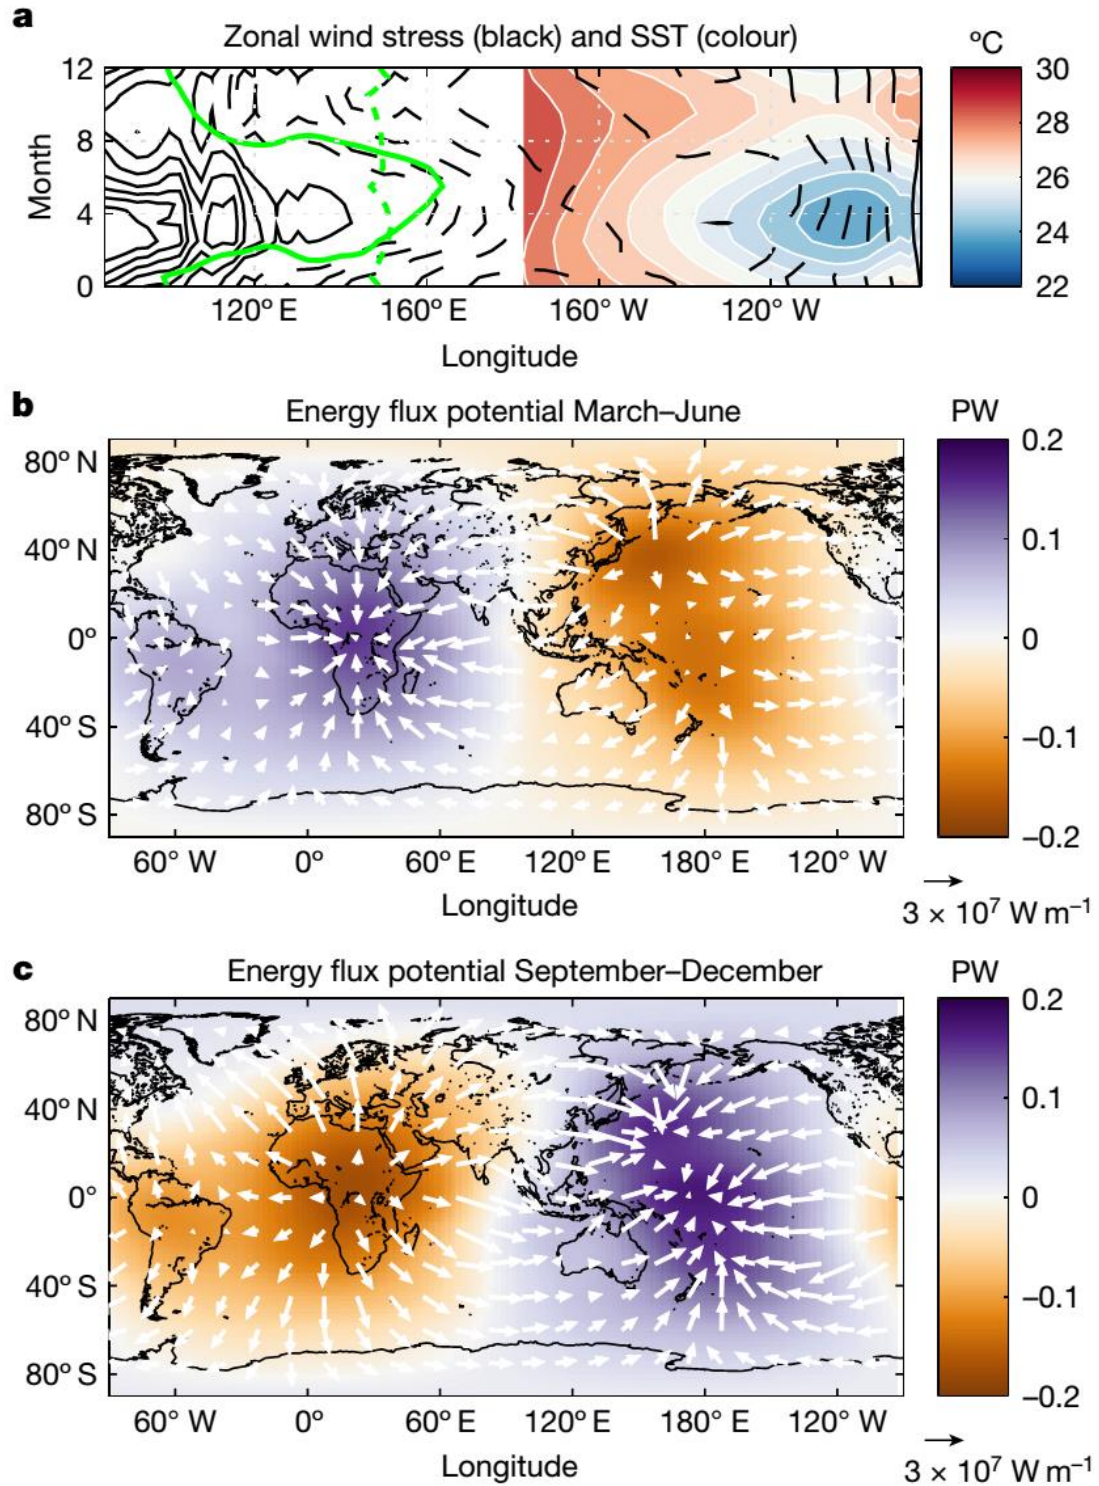 a
Zonal wind stress (black) and SST (colour)
°C
12
8
4
0
Month
120° E
160° E
160° W
120° W
Longitude
30
28
26
24
22
b
Energy flux potential March–June
PW
80° N
40° N
0°
40° S
80° S
60° W
0°
60° E
120° E
180° E
120° W
Longitude
0.2
0.1
0
–0.1
–0.2
3 × 10⁷ W m⁻¹
c
Energy flux potential September–December
PW
80° N
40° N
0°
40° S
80° S
60° W
0°
60° E
120° E
180° E
120° W
Longitude
0.2
0.1
0
–0.1
–0.2
3 × 10⁷ W m⁻¹